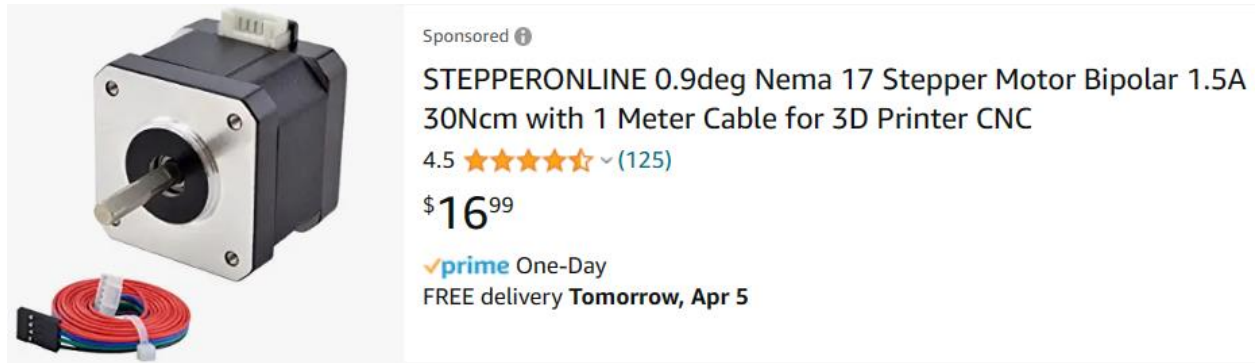 Sponsored
STEPPERONLINE 0.9deg Nema 17 Stepper Motor Bipolar 1.5A
30Ncm with 1 Meter Cable for 3D Printer CNC
4.5 (125)
$16 99
prime One-Day
FREE delivery Tomorrow, Apr 5